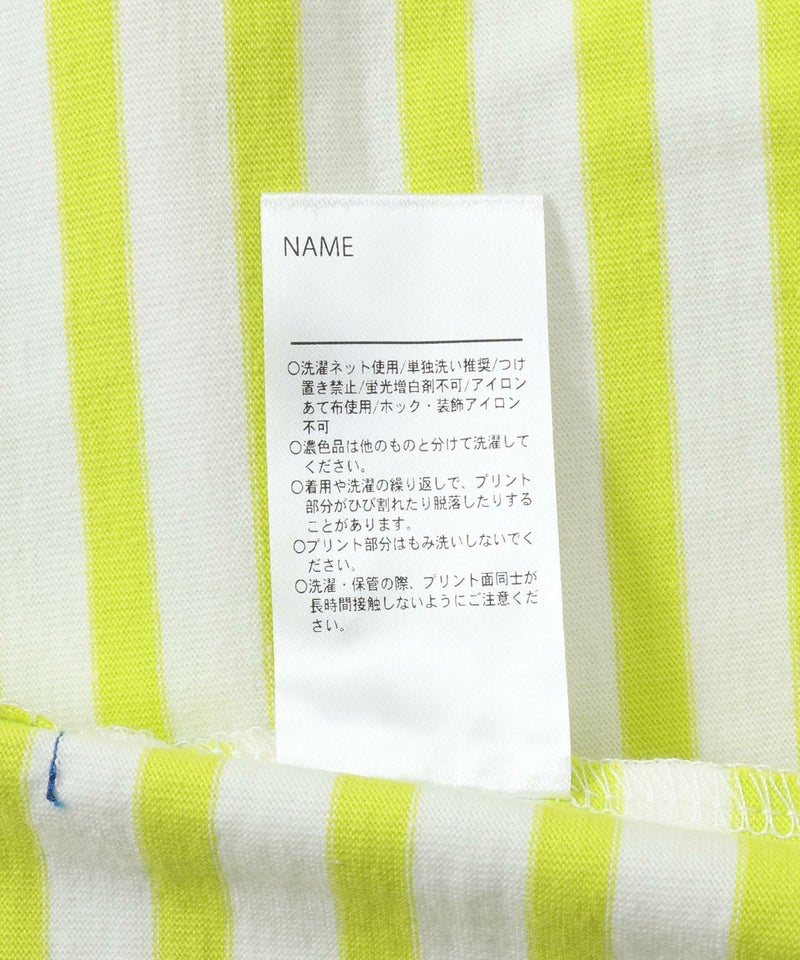 NAME
○洗濯ネット使用/単独洗い推奨/つけ
置き禁止/蛍光増白剤不可/アイロン
あて布使用/ホック・装飾アイロン
不可
○濃色品は他のものと分けて洗濯して
ください。
○着用や洗濯の繰り返しで、プリント
部分がひび割れたり脱落したりする
ことがあります。
○プリント部分はもみ洗いしないでく
ださい。
○洗濯・保管の際、プリント面同士が
長時間接触しないようにご注意くだ
さい。